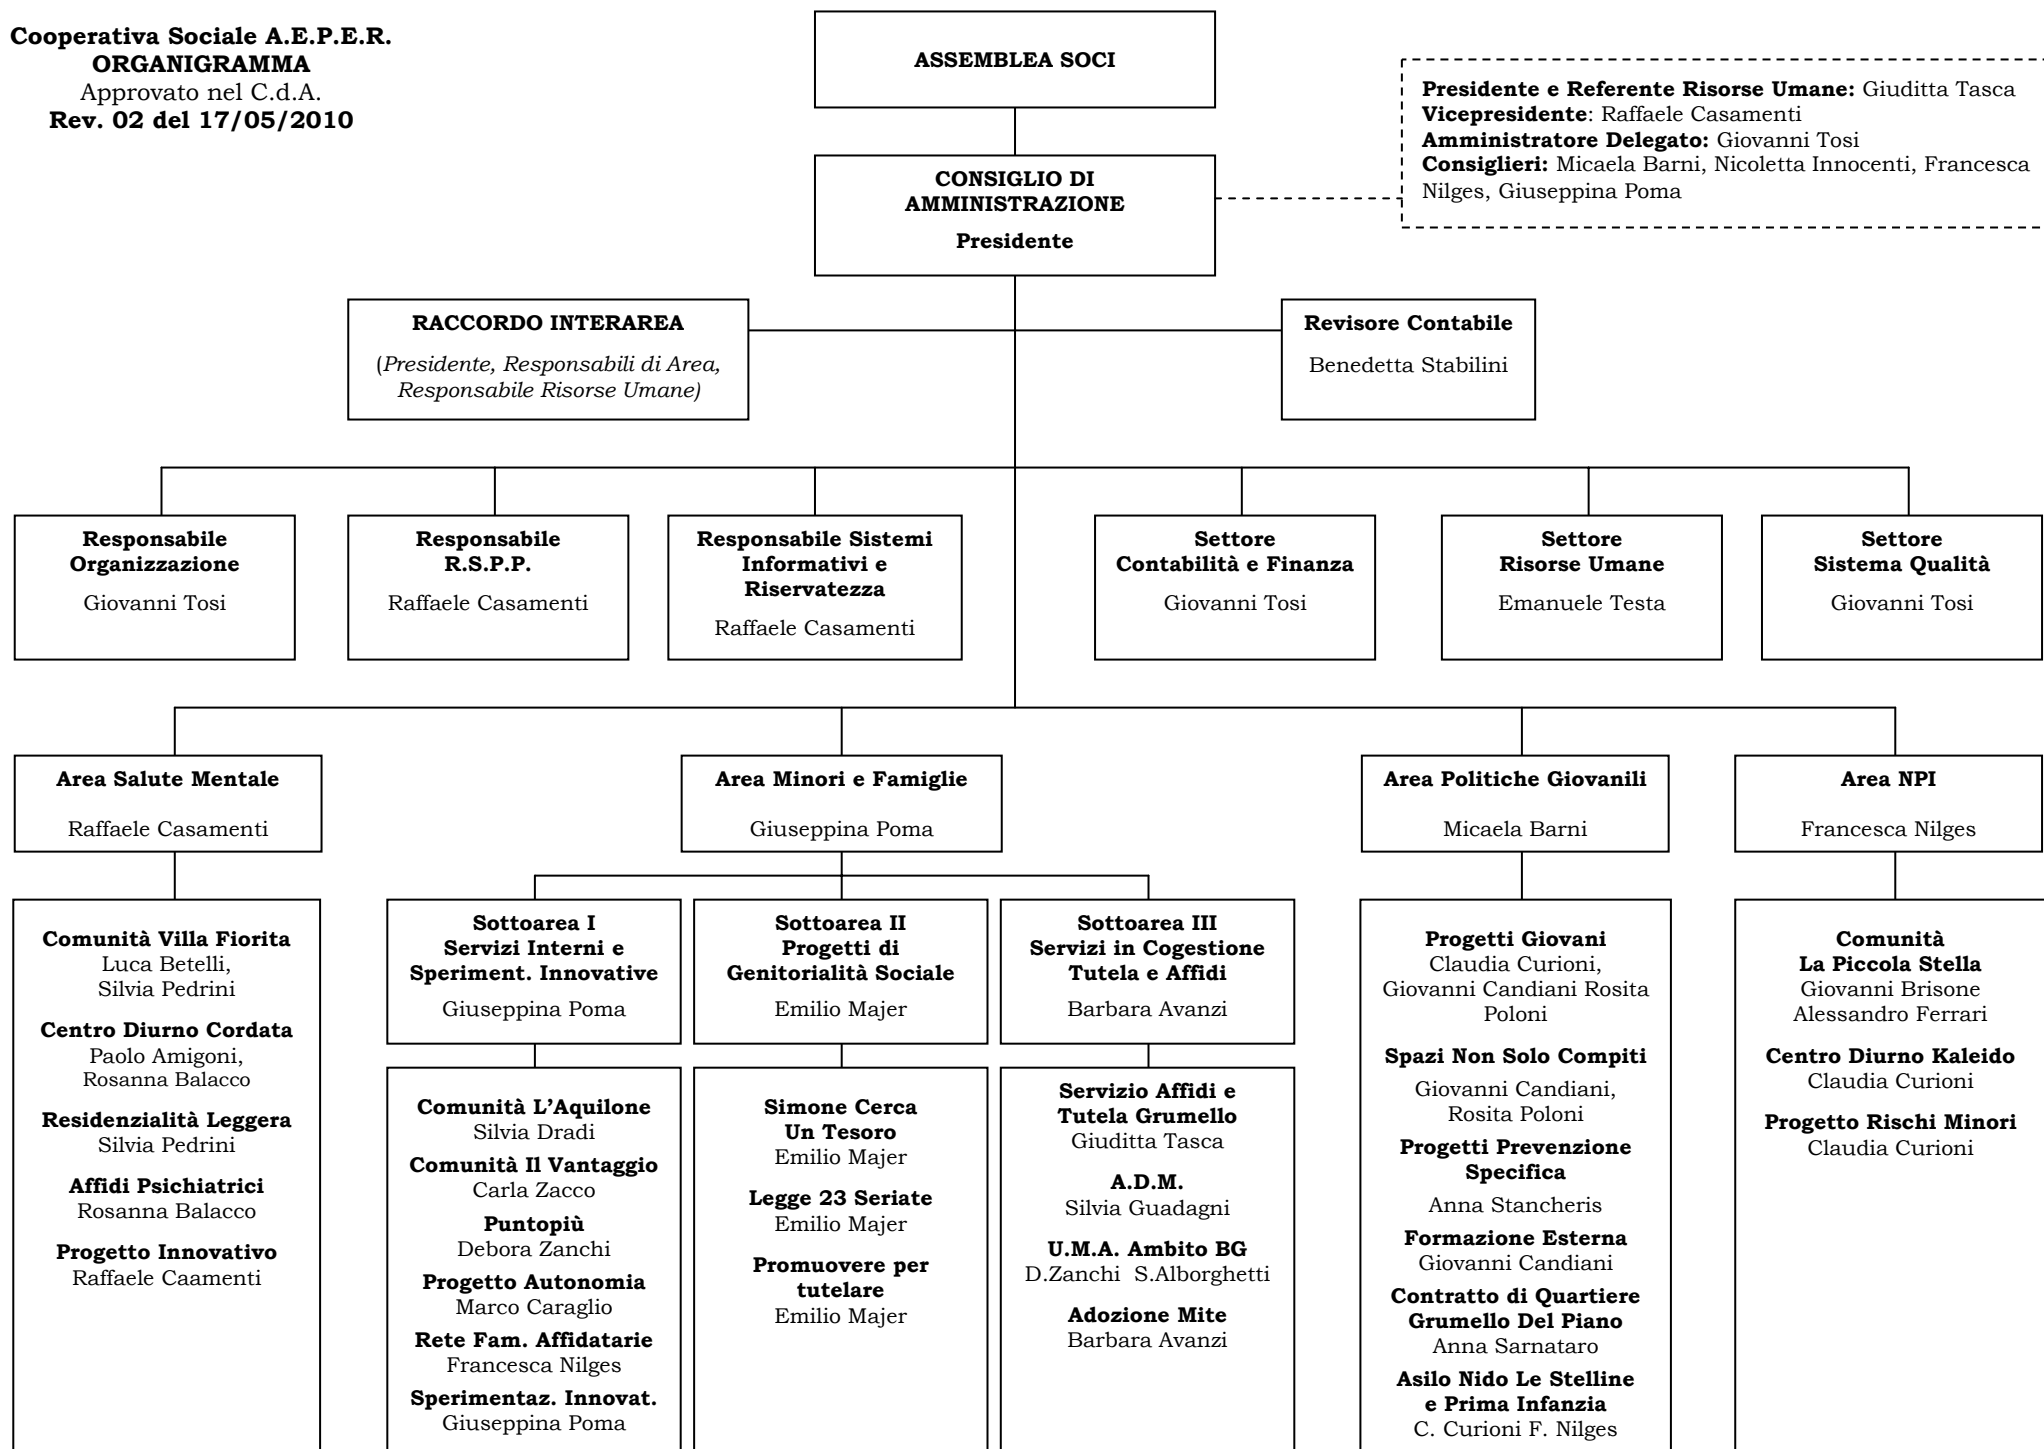 Cooperativa Sociale A.E.P.E.R.
ORGANIGRAMMA
Approvato nel C.d.A.
Rev. 02 del 17/05/2010
ASSEMBLEA SOCI
Presidente e Referente Risorse Umane: Giuditta Tasca
Vicepresidente: Raffaele Casamenti
Amministratore Delegato: Giovanni Tosi
Consiglieri: Micaela Barni, Nicoletta Innocenti, Francesca
Nilges, Giuseppina Poma
CONSIGLIO DI
AMMINISTRAZIONE
Presidente
RACCORDO INTERAREA
(Presidente, Responsabili di Area,
Responsabile Risorse Umane)
Revisore Contabile
Benedetta Stabilini
Responsabile
Organizzazione
Giovanni Tosi
Responsabile
R.S.P.P.
Raffaele Casamenti
Responsabile Sistemi
Informativi e
Riservatezza
Raffaele Casamenti
Settore
Contabilità e Finanza
Giovanni Tosi
Settore
Risorse Umane
Emanuele Testa
Settore
Sistema Qualità
Giovanni Tosi
Area Salute Mentale
Raffaele Casamenti
Area Minori e Famiglie
Giuseppina Poma
Area Politiche Giovanili
Micaela Barni
Area NPI
Francesca Nilges
Comunità Villa Fiorita
Luca Betelli,
Silvia Pedrini
Centro Diurno Cordata
Paolo Amigoni,
Rosanna Balacco
Residenzialità Leggera
Silvia Pedrini
Affidi Psichiatrici
Rosanna Balacco
Progetto Innovativo
Raffaele Caamenti
Sottoarea I
Servizi Interni e
Speriment. Innovative
Giuseppina Poma
Comunità L'Aquilone
Silvia Dradi
Comunità Il Vantaggio
Carla Zacco
Puntopiù
Debora Zanchi
Progetto Autonomia
Marco Caraglio
Rete Fam. Affidatarie
Francesca Nilges
Sperimentaz. Innovat.
Giuseppina Poma
Sottoarea II
Progetti di
Genitorialità Sociale
Emilio Majer
Simone Cerca
Un Tesoro
Emilio Majer
Legge 23 Seriate
Emilio Majer
Promuovere per
tutelare
Emilio Majer
Sottoarea III
Servizi in Cogestione
Tutela e Affidi
Barbara Avanzi
Servizio Affidi e
Tutela Grumello
Giuditta Tasca
A.D.M.
Silvia Guadagni
U.M.A. Ambito BG
D.Zanchi S.Alborghetti
Adozione Mite
Barbara Avanzi
Progetti Giovani
Claudia Curioni,
Giovanni Candiani Rosita
Poloni
Spazi Non Solo Compiti
Giovanni Candiani,
Rosita Poloni
Progetti Prevenzione
Specifica
Anna Stancheris
Formazione Esterna
Giovanni Candiani
Contratto di Quartiere
Grumello Del Piano
Anna Sarnataro
Asilo Nido Le Stelline
e Prima Infanzia
C. Curioni F. Nilges
Comunità
La Piccola Stella
Giovanni Brisone
Alessandro Ferrari
Centro Diurno Kaleido
Claudia Curioni
Progetto Rischi Minori
Claudia Curioni